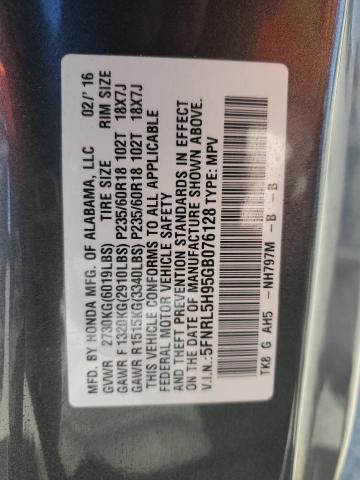 MFD. BY HONDA MFG. OF ALABAMA, LLC 02/'16
GVWR 2730KG(6019LBS) TIRE SIZE RIM SIZE
GAWR F 1320KG(2910LBS) P235/60R18 102T 18X7J
GAWR R1515KG(3340LBS) P235/60R18 102T 18X7J
THIS VEHICLE CONFORMS TO ALL APPLICABLE
FEDERAL MOTOR VEHICLE SAFETY
AND THEFT PREVENTION STANDARDS IN EFFECT
ON THE DATE OF MANUFACTURE SHOWN ABOVE.
V.I.N.:5FNRL5H95GB076128 TYPE: MPV
TK8 G AH5 -NH797M -B -B